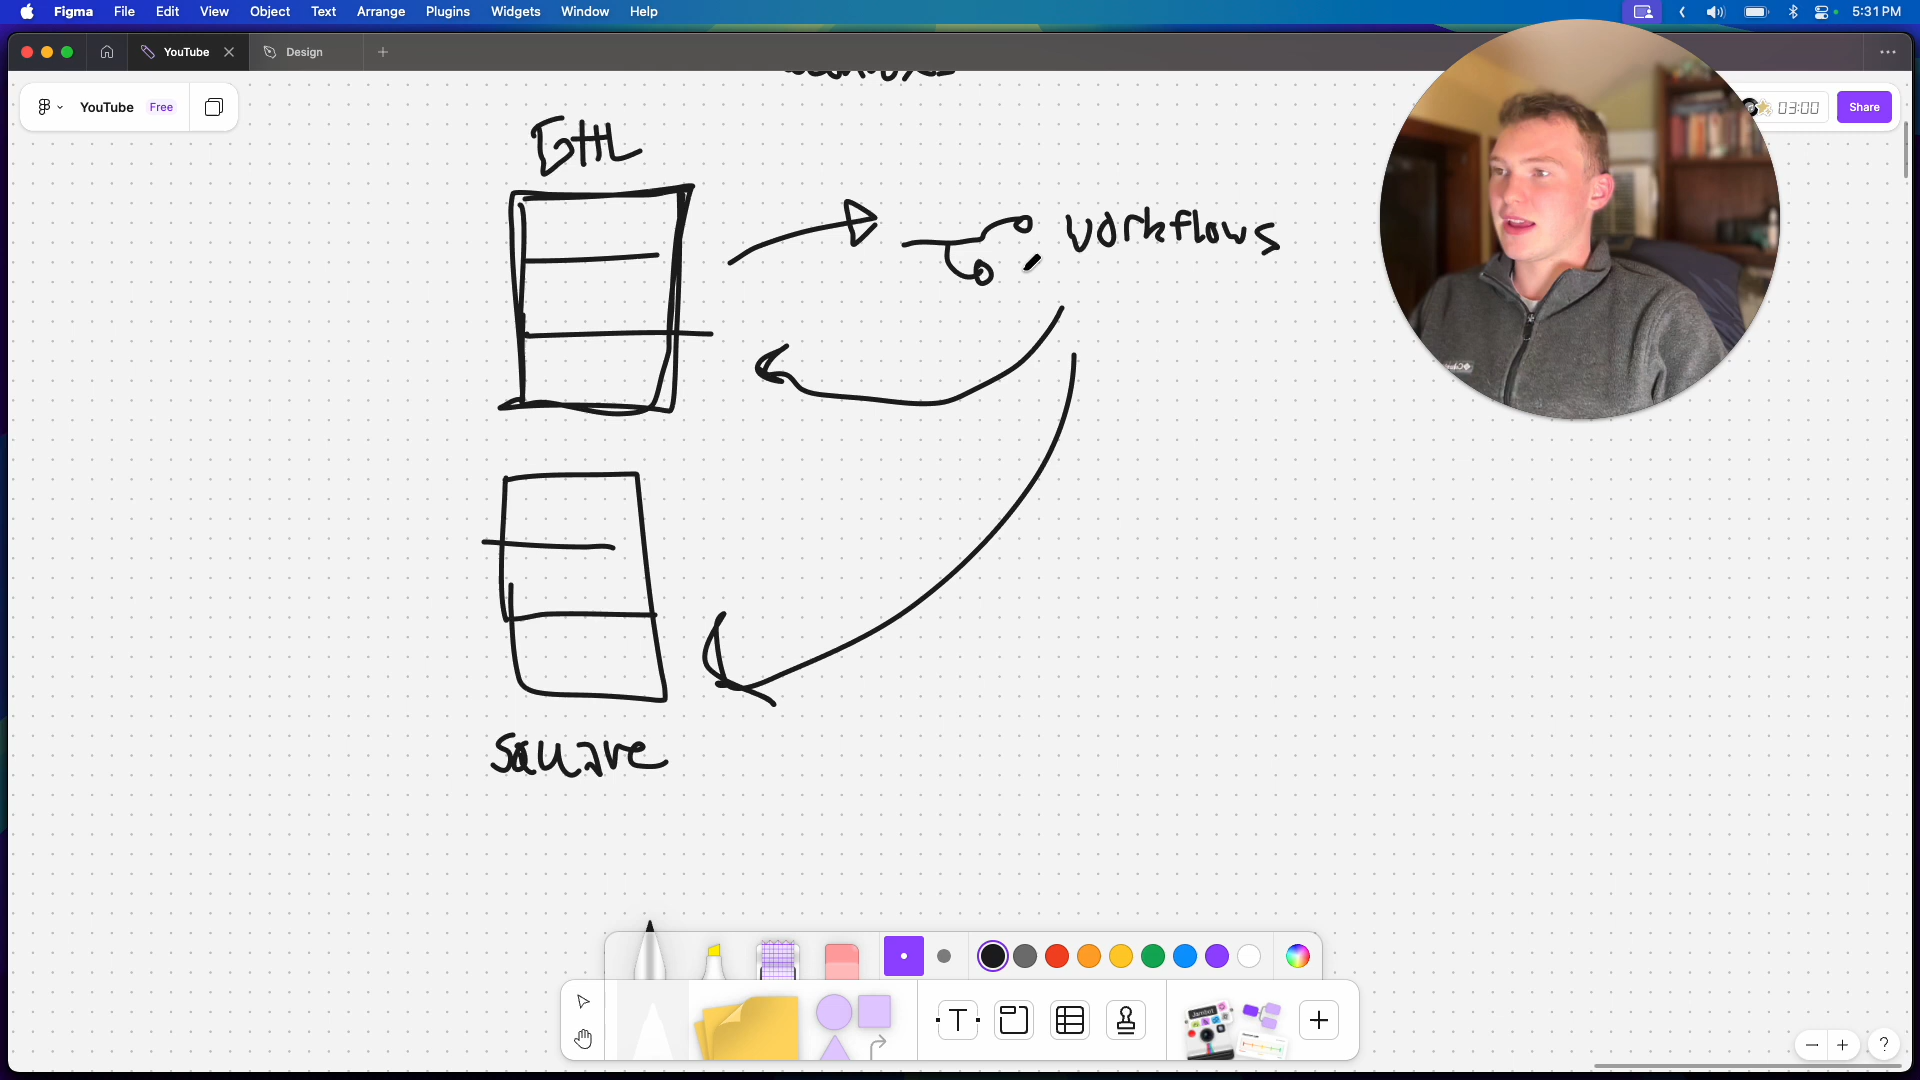 Figma File Edit View Object Text Arrange Plugins Widgets Window Help 5:31 PM
YouTube Design
YouTube Free 03:00 Share
GHL
workflows
square
T
Jambot
?